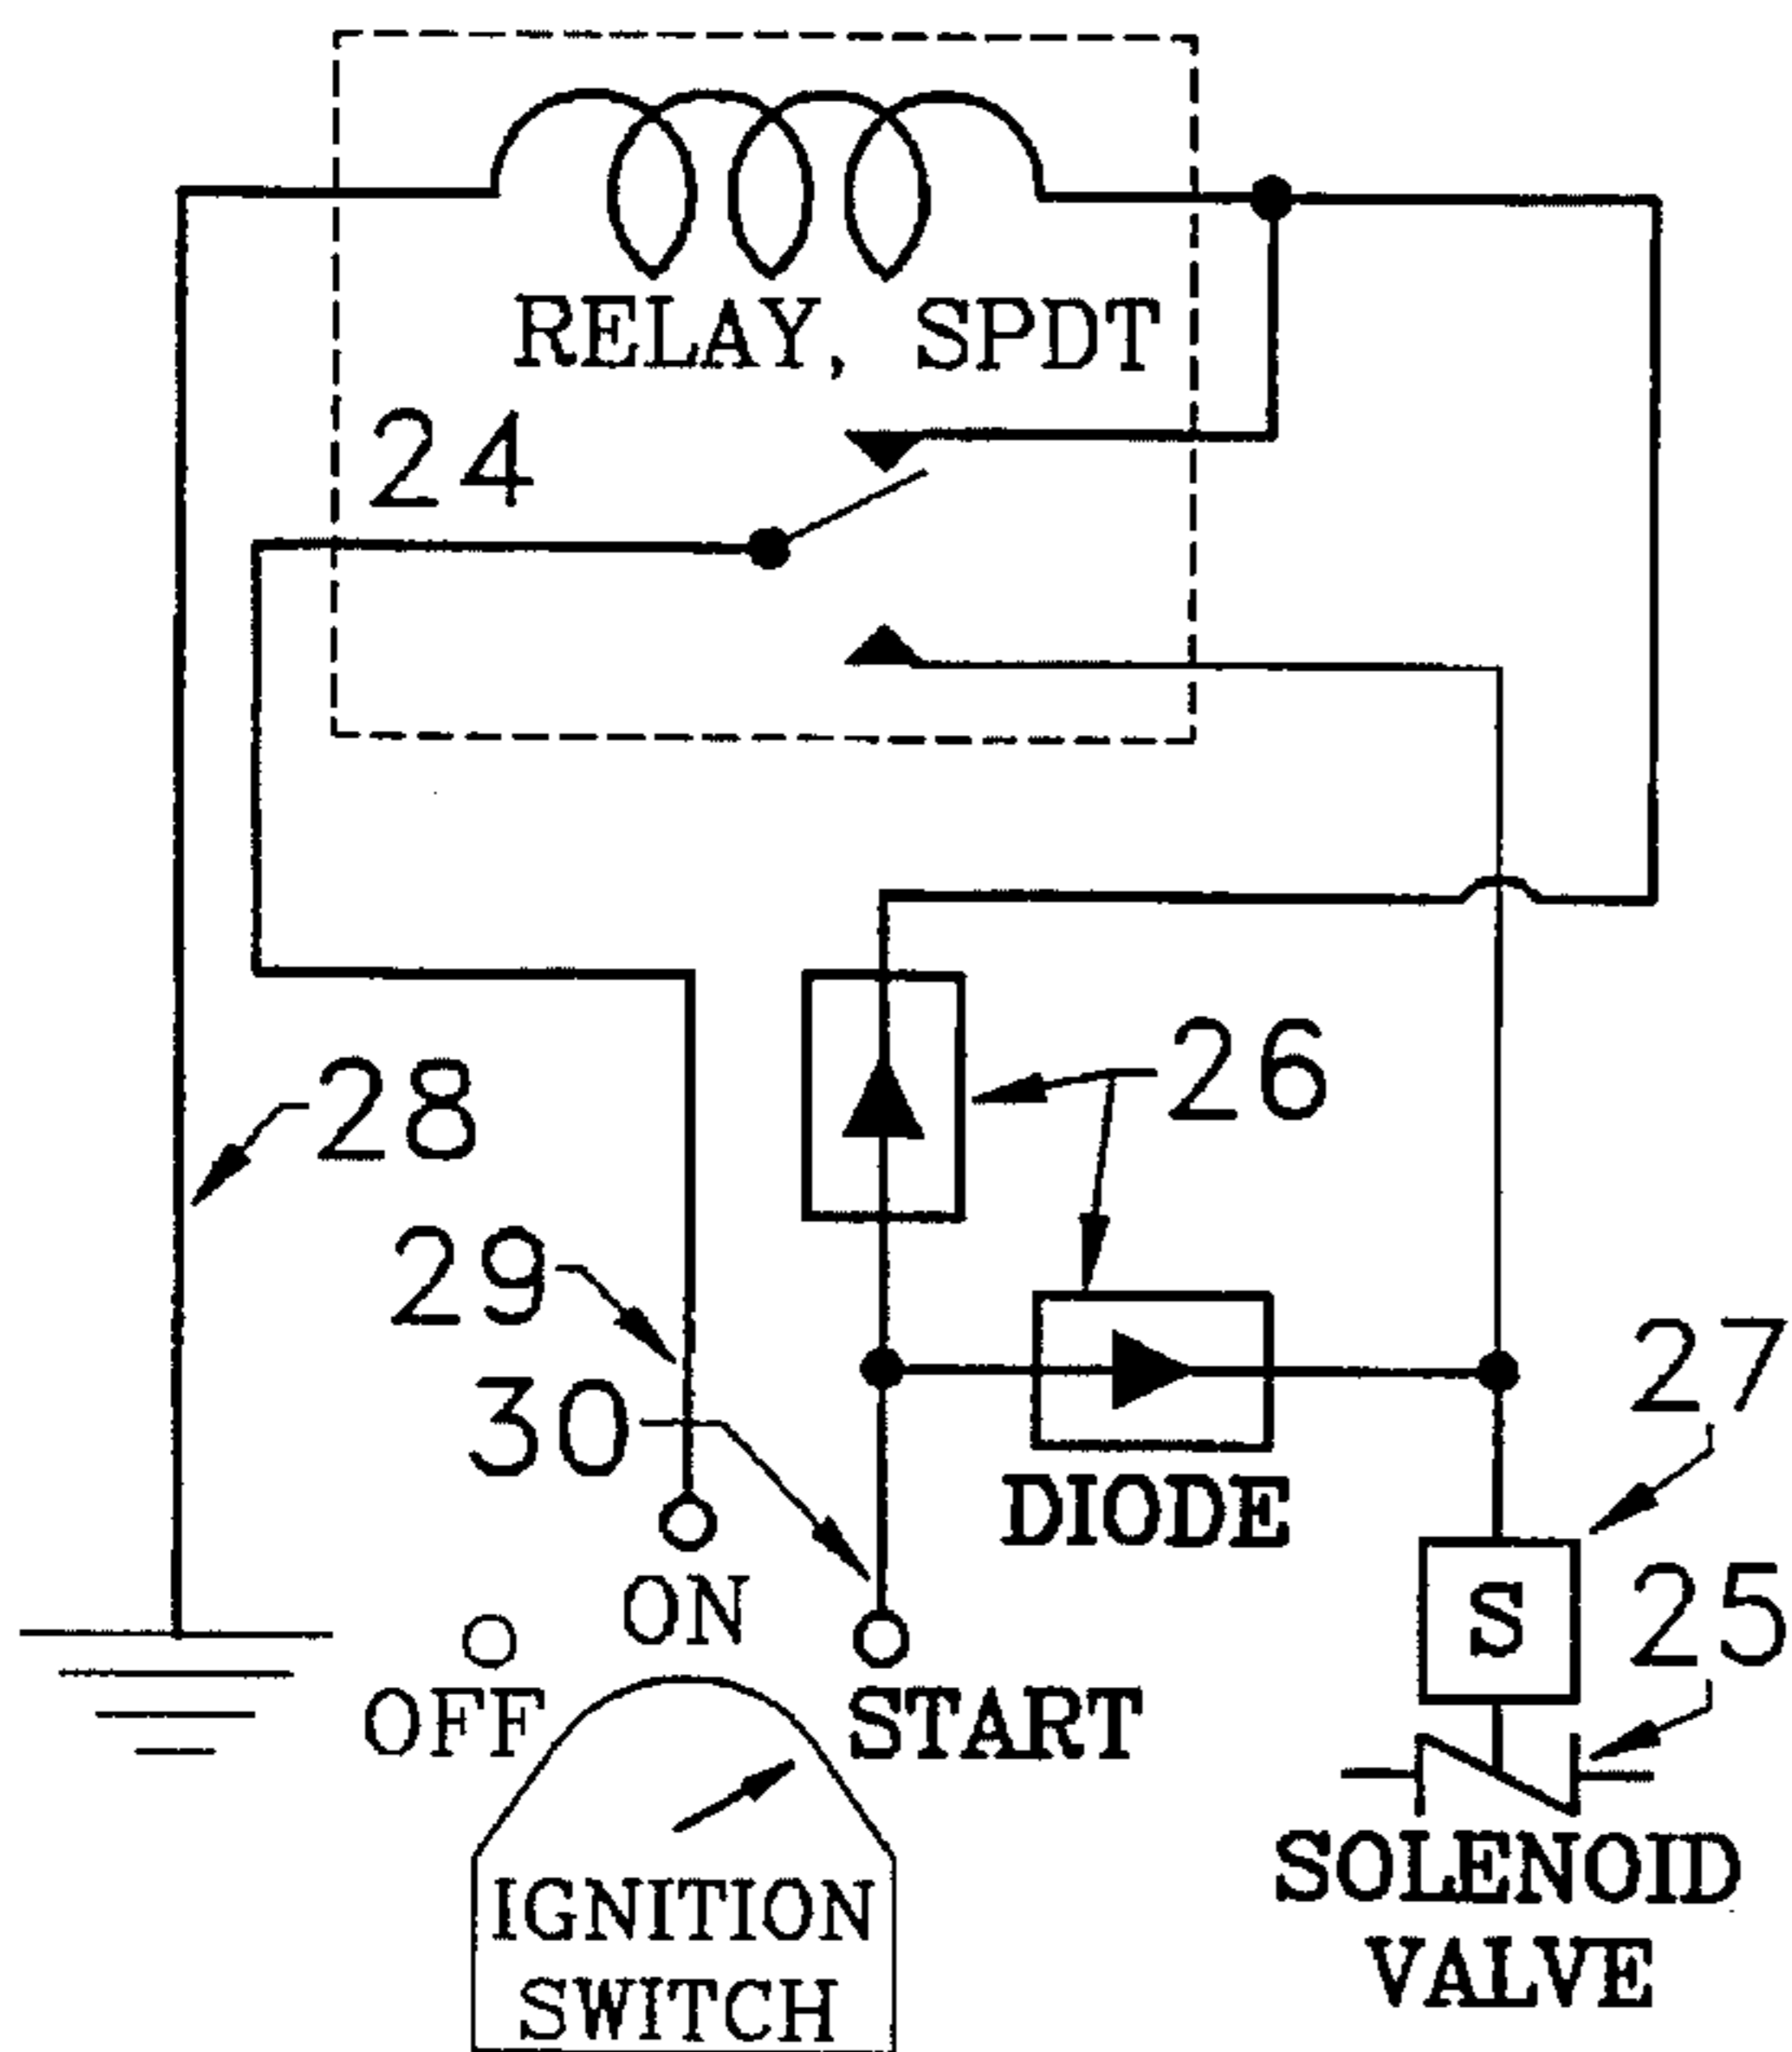 RELAY, SPDT
24
26
28
29
27
30
DIODE
S
25
ON
OFF
START
IGNITION
SWITCH
SOLENOID
VALVE